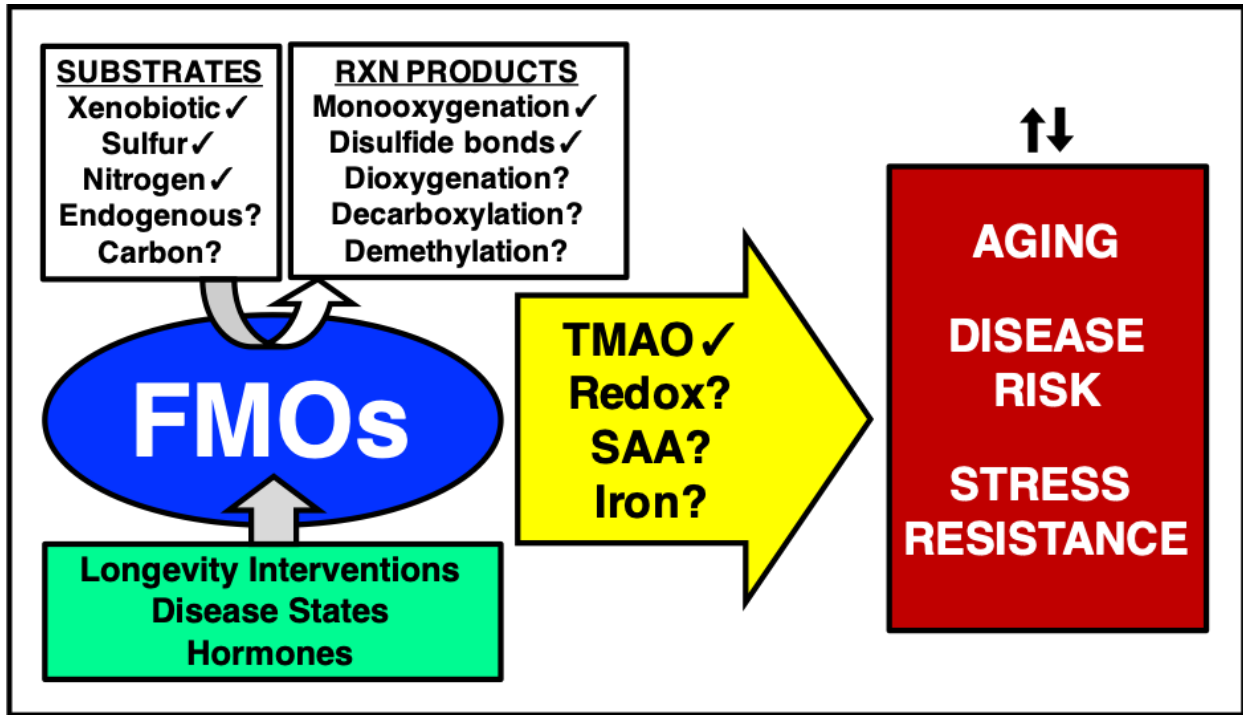 SUBSTRATES
Xenobiotic ✓
Sulfur ✓
Nitrogen ✓
Endogenous?
Carbon?
RXN PRODUCTS
Monooxygenation ✓
Disulfide bonds ✓
Dioxygenation?
Decarboxylation?
Demethylation?
FMOs
Longevity Interventions
Disease States
Hormones
TMAO ✓
Redox?
SAA?
Iron?
AGING
DISEASE
RISK
STRESS
RESISTANCE